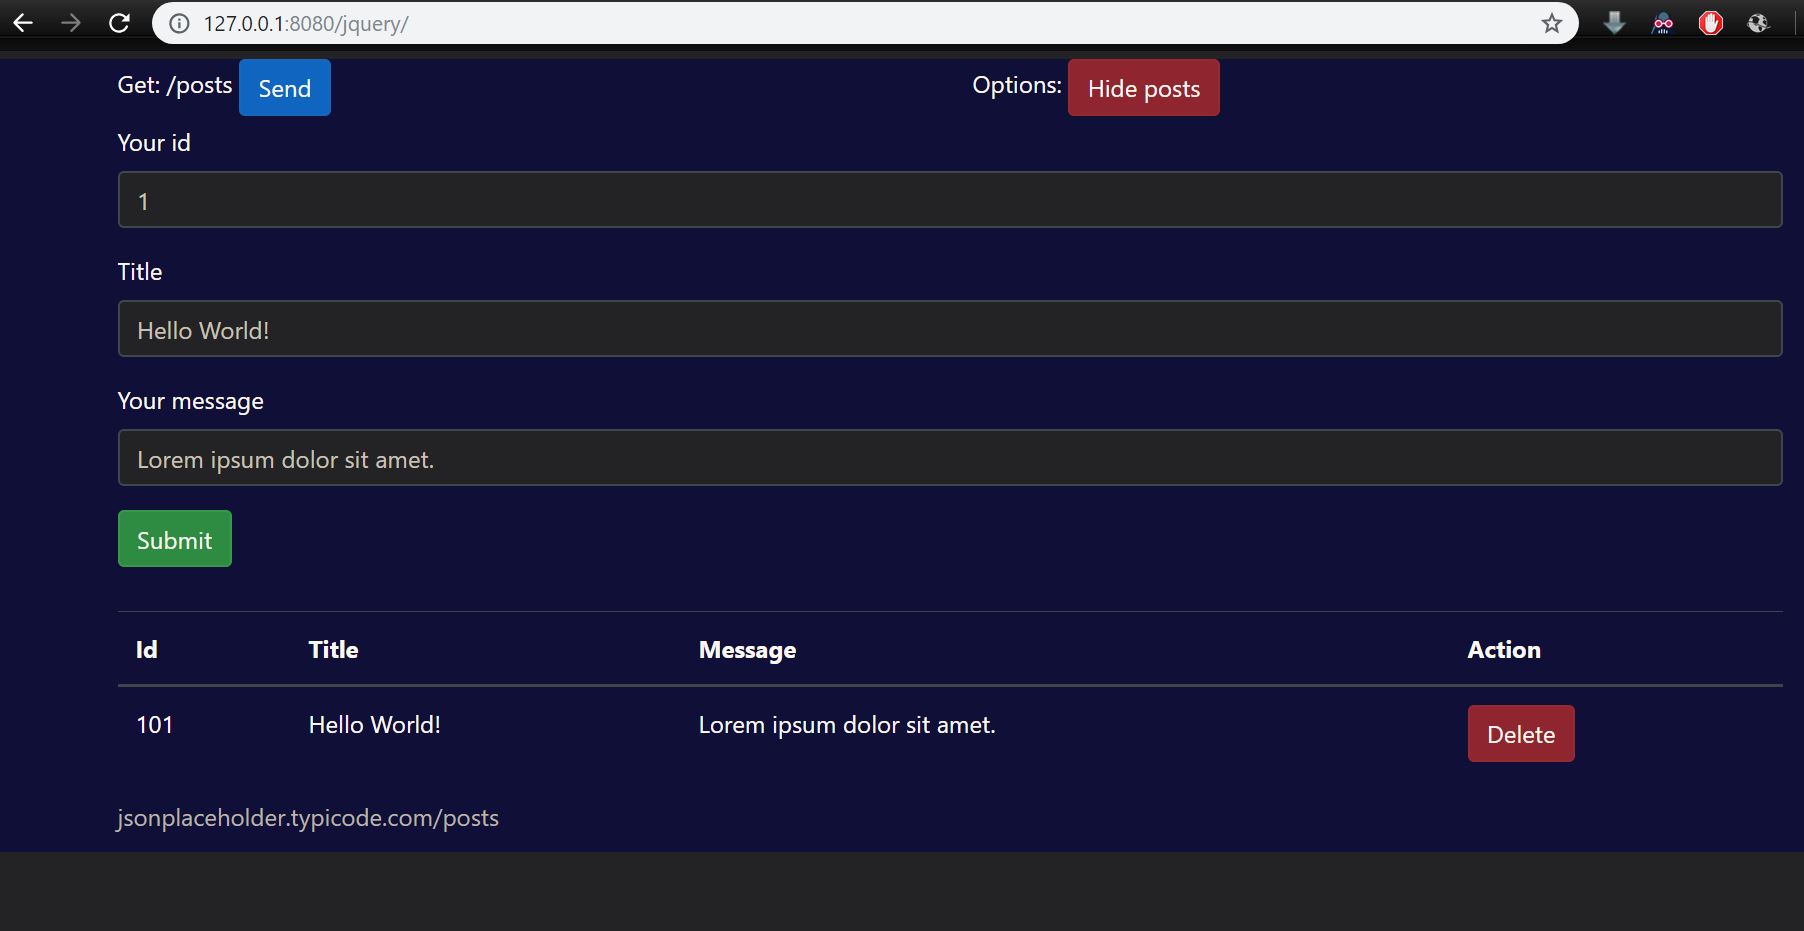 127.0.0.1:8080/jquery/
Get: /posts Send Options: Hide posts
Your id
1
Title
Hello World!
Your message
Lorem ipsum dolor sit amet.
Submit
Id Title Message Action
101 Hello World! Lorem ipsum dolor sit amet. Delete
jsonplaceholder.typicode.com/posts